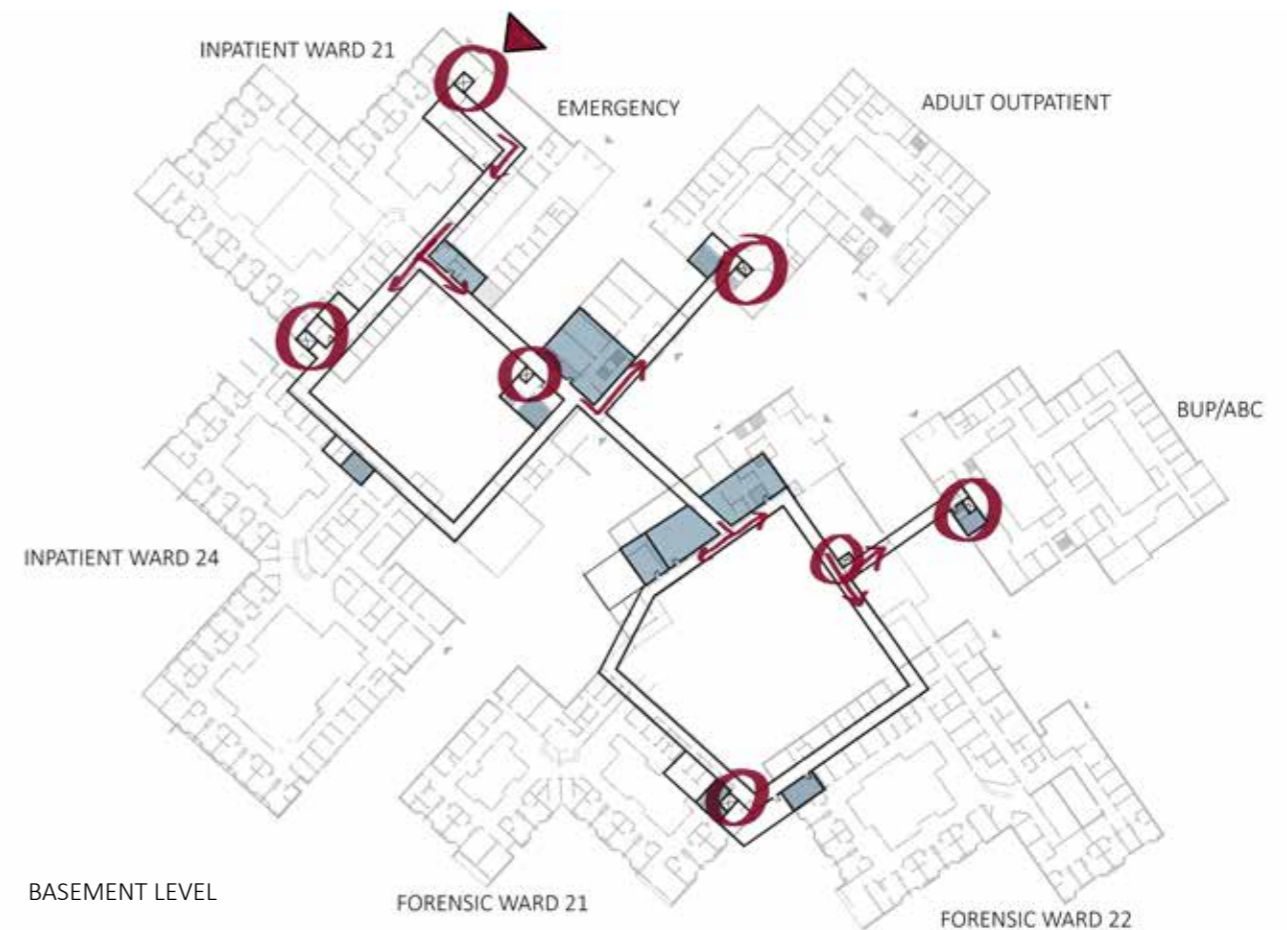 INPATIENT WARD 21
EMERGENCY
ADULT OUTPATIENT
BUP/ABC
INPATIENT WARD 24
BASEMENT LEVEL
FORENSIC WARD 21
FORENSIC WARD 22